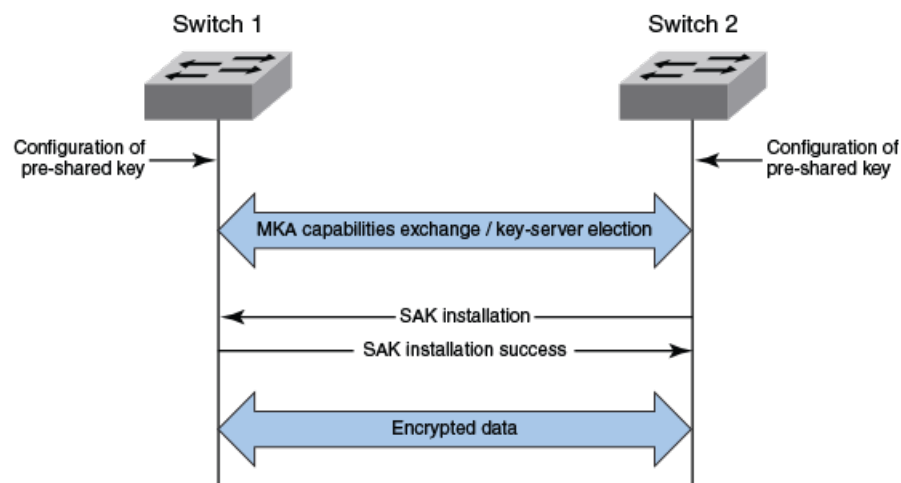 Switch 1
Switch 2
Configuration of
pre-shared key
Configuration of
pre-shared key
MKA capabilities exchange / key-server election
SAK installation
SAK installation success
Encrypted data